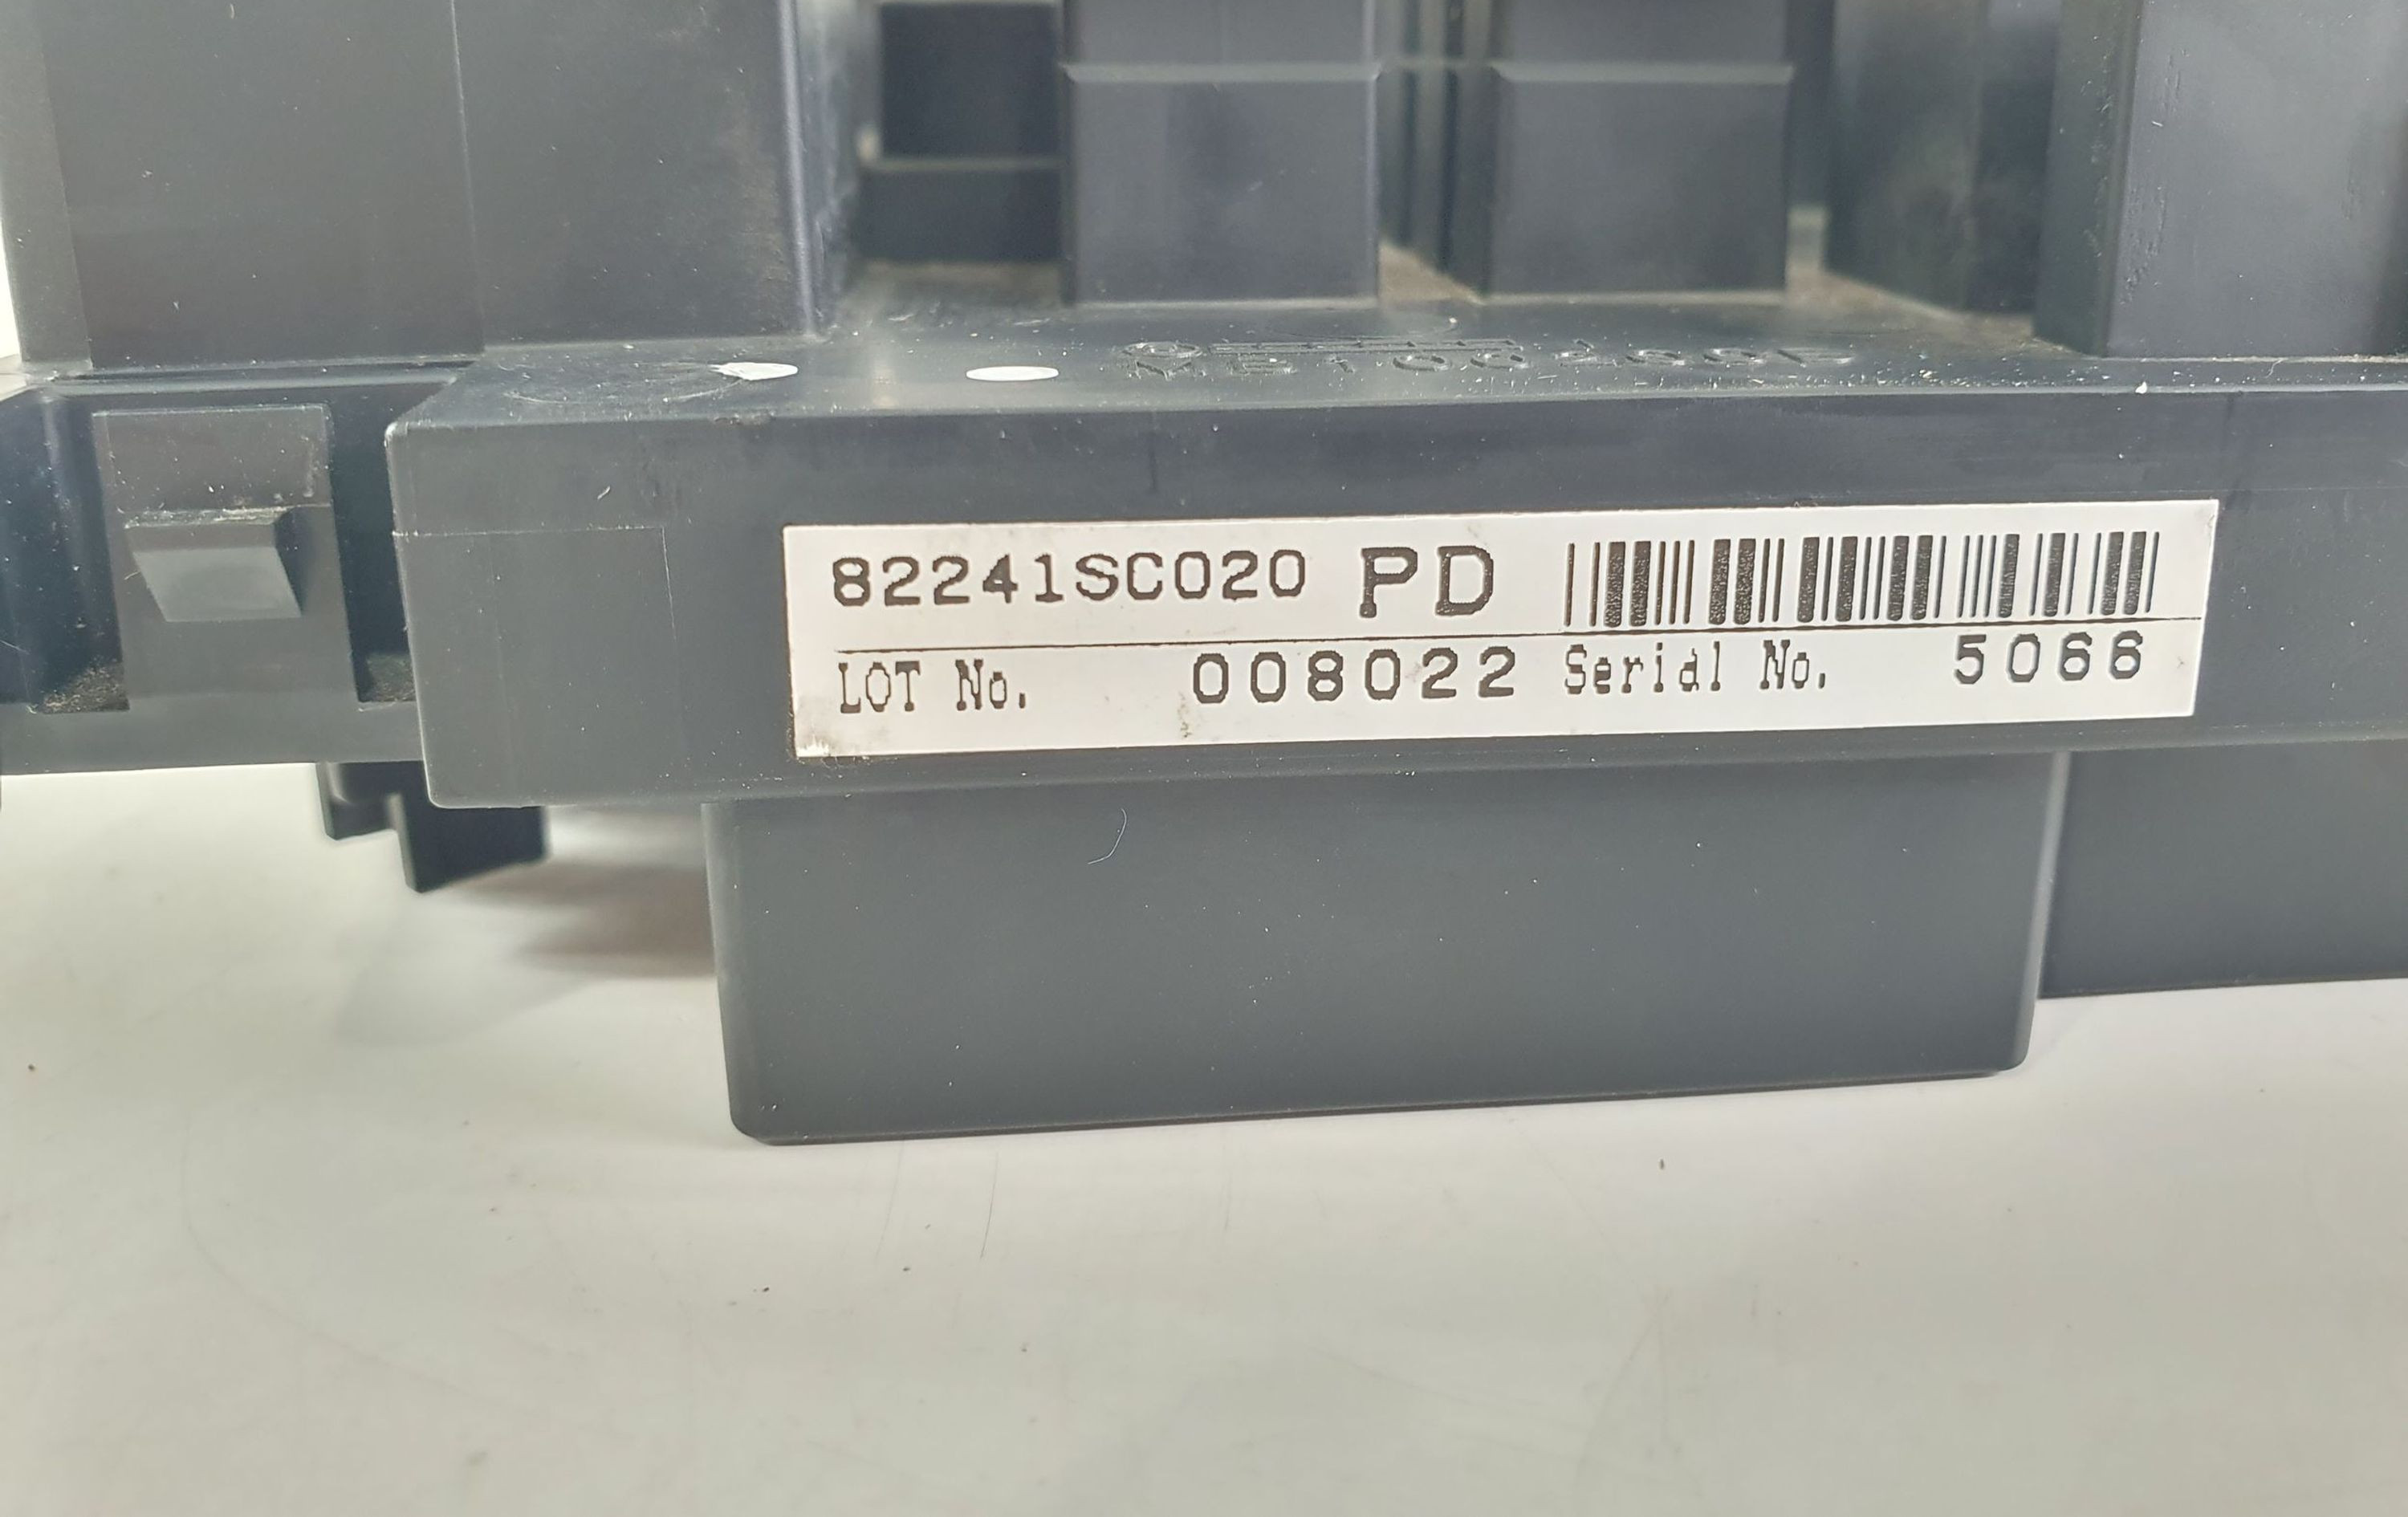 82241SC020 PD
LOT No. 008022 Serial No. 5066